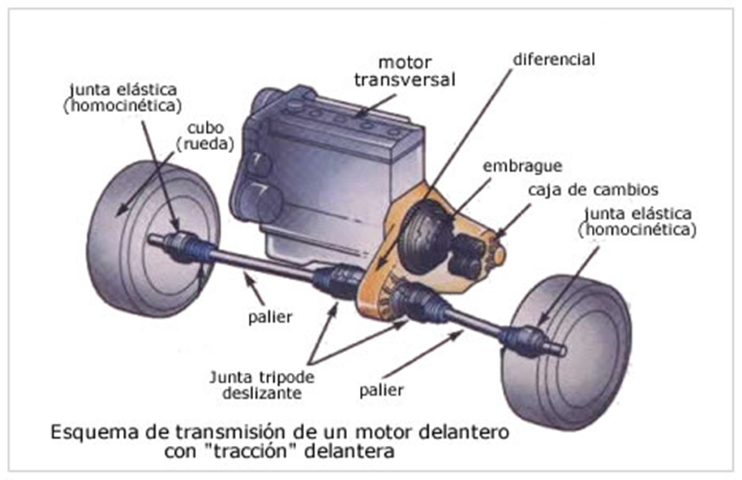 motor
transversal
diferencial
junta elástica
(homocinética)
cubo
(rueda)
embrague
caja de cambios
junta elástica
(homocinética)
palier
Junta tripode
deslizante
palier
Esquema de transmisión de un motor delantero
con "tracción" delantera